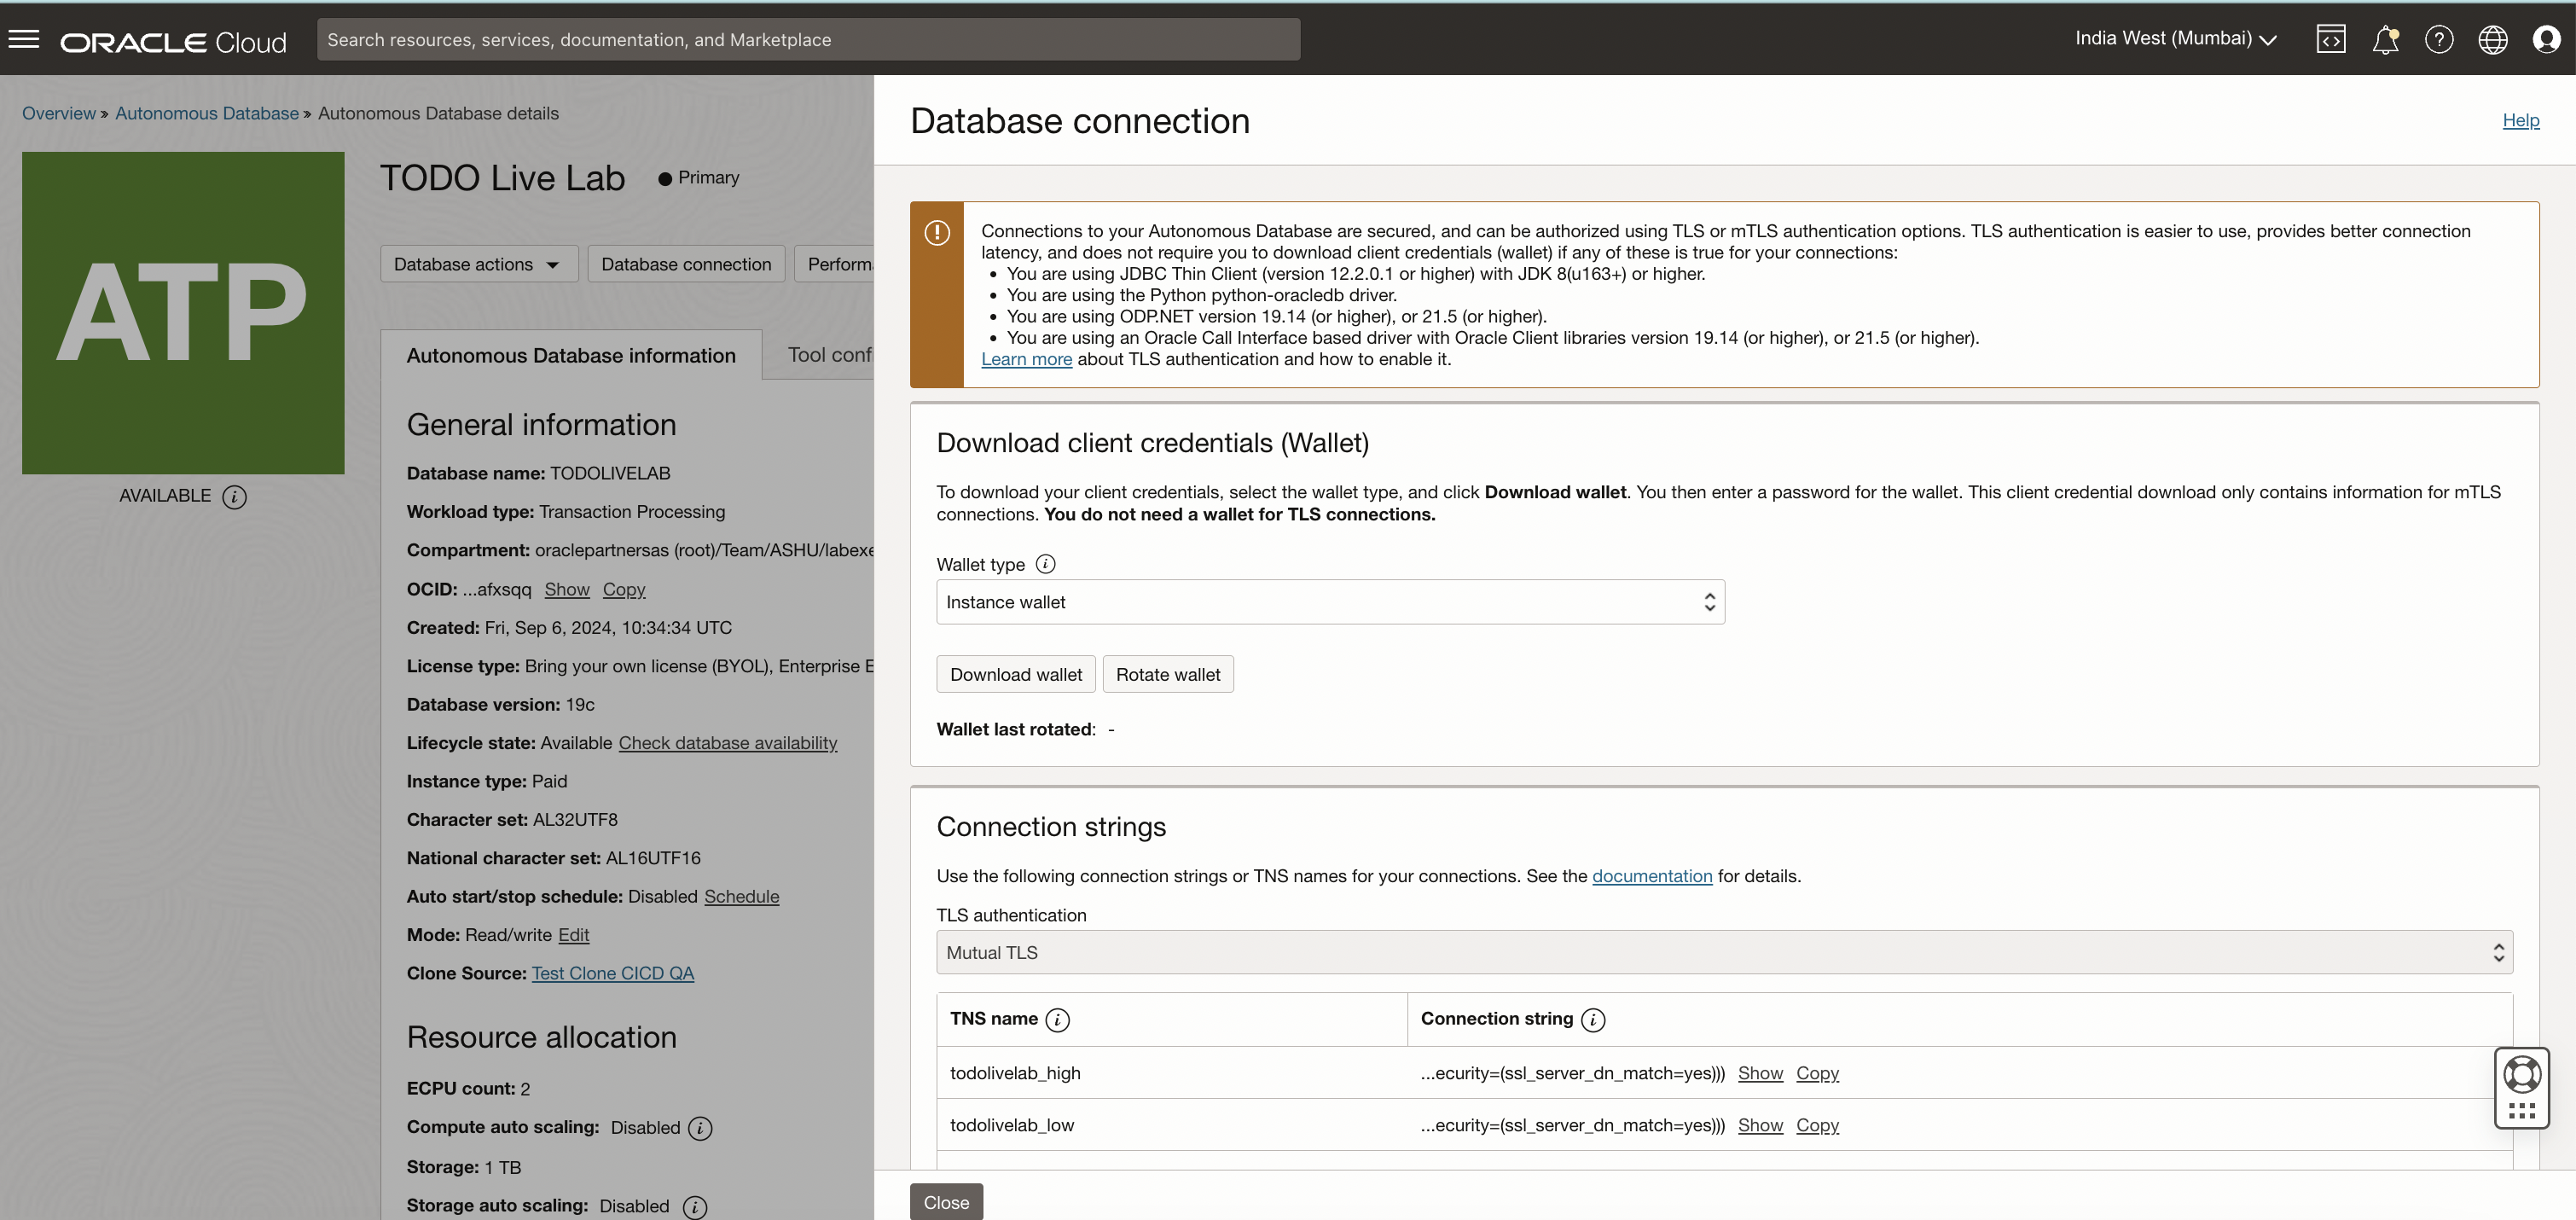 ORACLE Cloud
Search resources, services, documentation, and Marketplace
India West (Mumbai)
Overview » Autonomous Database » Autonomous Database details
ATP
AVAILABLE
TODO Live Lab
Primary
Database actions
Database connection
Perform
Autonomous Database information
Tool conf
General information
Database name: TODOLIVELAB
Workload type: Transaction Processing
Compartment: oraclepartnersas (root)/Team/ASHU/labexe
OCID: ...afxsqq Show Copy
Created: Fri, Sep 6, 2024, 10:34:34 UTC
License type: Bring your own license (BYOL), Enterprise E
Database version: 19c
Lifecycle state: Available Check database availability
Instance type: Paid
Character set: AL32UTF8
National character set: AL16UTF16
Auto start/stop schedule: Disabled Schedule
Mode: Read/write Edit
Clone Source: Test Clone CICD QA
Resource allocation
ECPU count: 2
Compute auto scaling: Disabled
Storage: 1 TB
Storage auto scaling: Disabled
Database connection
Help
Connections to your Autonomous Database are secured, and can be authorized using TLS or mTLS authentication options. TLS authentication is easier to use, provides better connection
latency, and does not require you to download client credentials (wallet) if any of these is true for your connections:
• You are using JDBC Thin Client (version 12.2.0.1 or higher) with JDK 8(u163+) or higher.
• You are using the Python python-oracledb driver.
• You are using ODP.NET version 19.14 (or higher), or 21.5 (or higher).
• You are using an Oracle Call Interface based driver with Oracle Client libraries version 19.14 (or higher), or 21.5 (or higher).
Learn more about TLS authentication and how to enable it.
Download client credentials (Wallet)
To download your client credentials, select the wallet type, and click Download wallet. You then enter a password for the wallet. This client credential download only contains information for mTLS
connections. You do not need a wallet for TLS connections.
Wallet type
Instance wallet
Download wallet
Rotate wallet
Wallet last rotated: -
Connection strings
Use the following connection strings or TNS names for your connections. See the documentation for details.
TLS authentication
Mutual TLS
TNS name
Connection string
todolivelab_high
...ecurity=(ssl_server_dn_match=yes))) Show Copy
todolivelab_low
...ecurity=(ssl_server_dn_match=yes))) Show Copy
Close